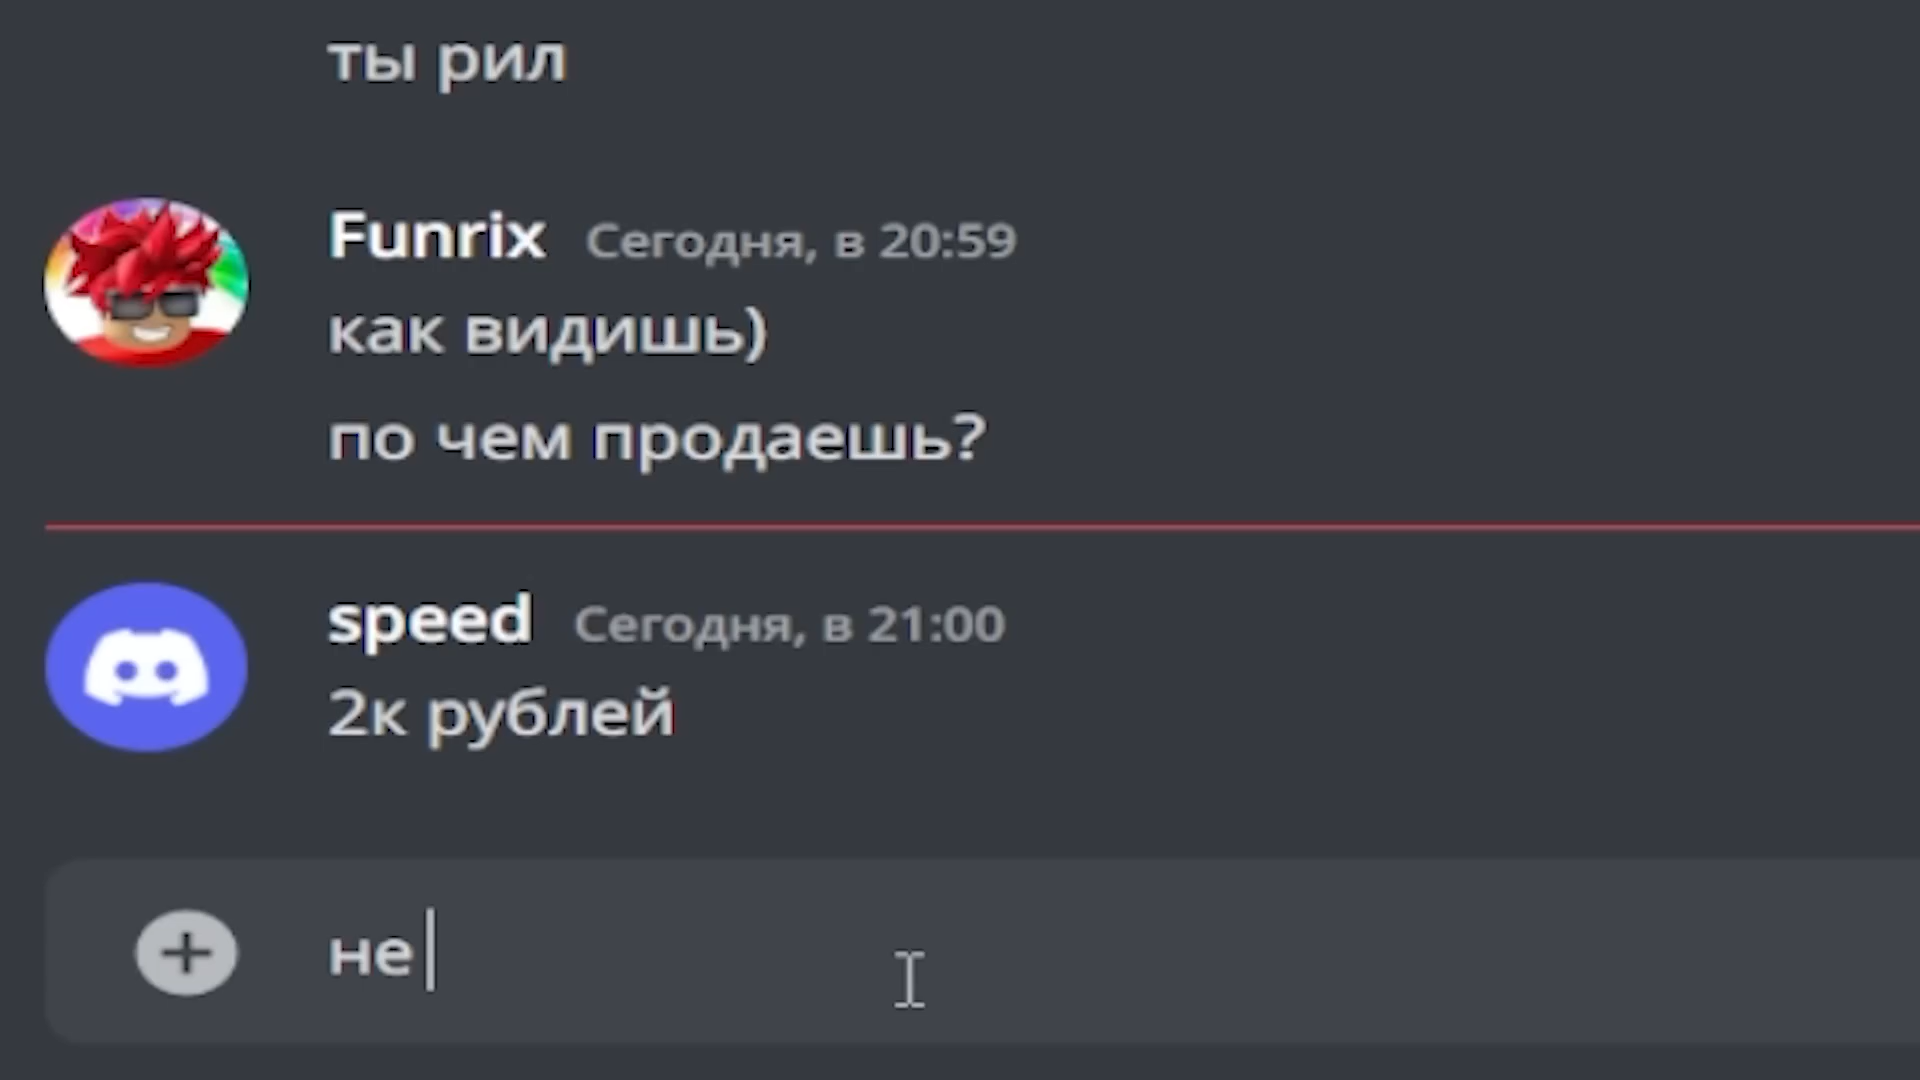 ты рил
Funrix Сегодня, в 20:59
как видишь)
по чем продаешь?
speed Сегодня, в 21:00
2к рублей
не